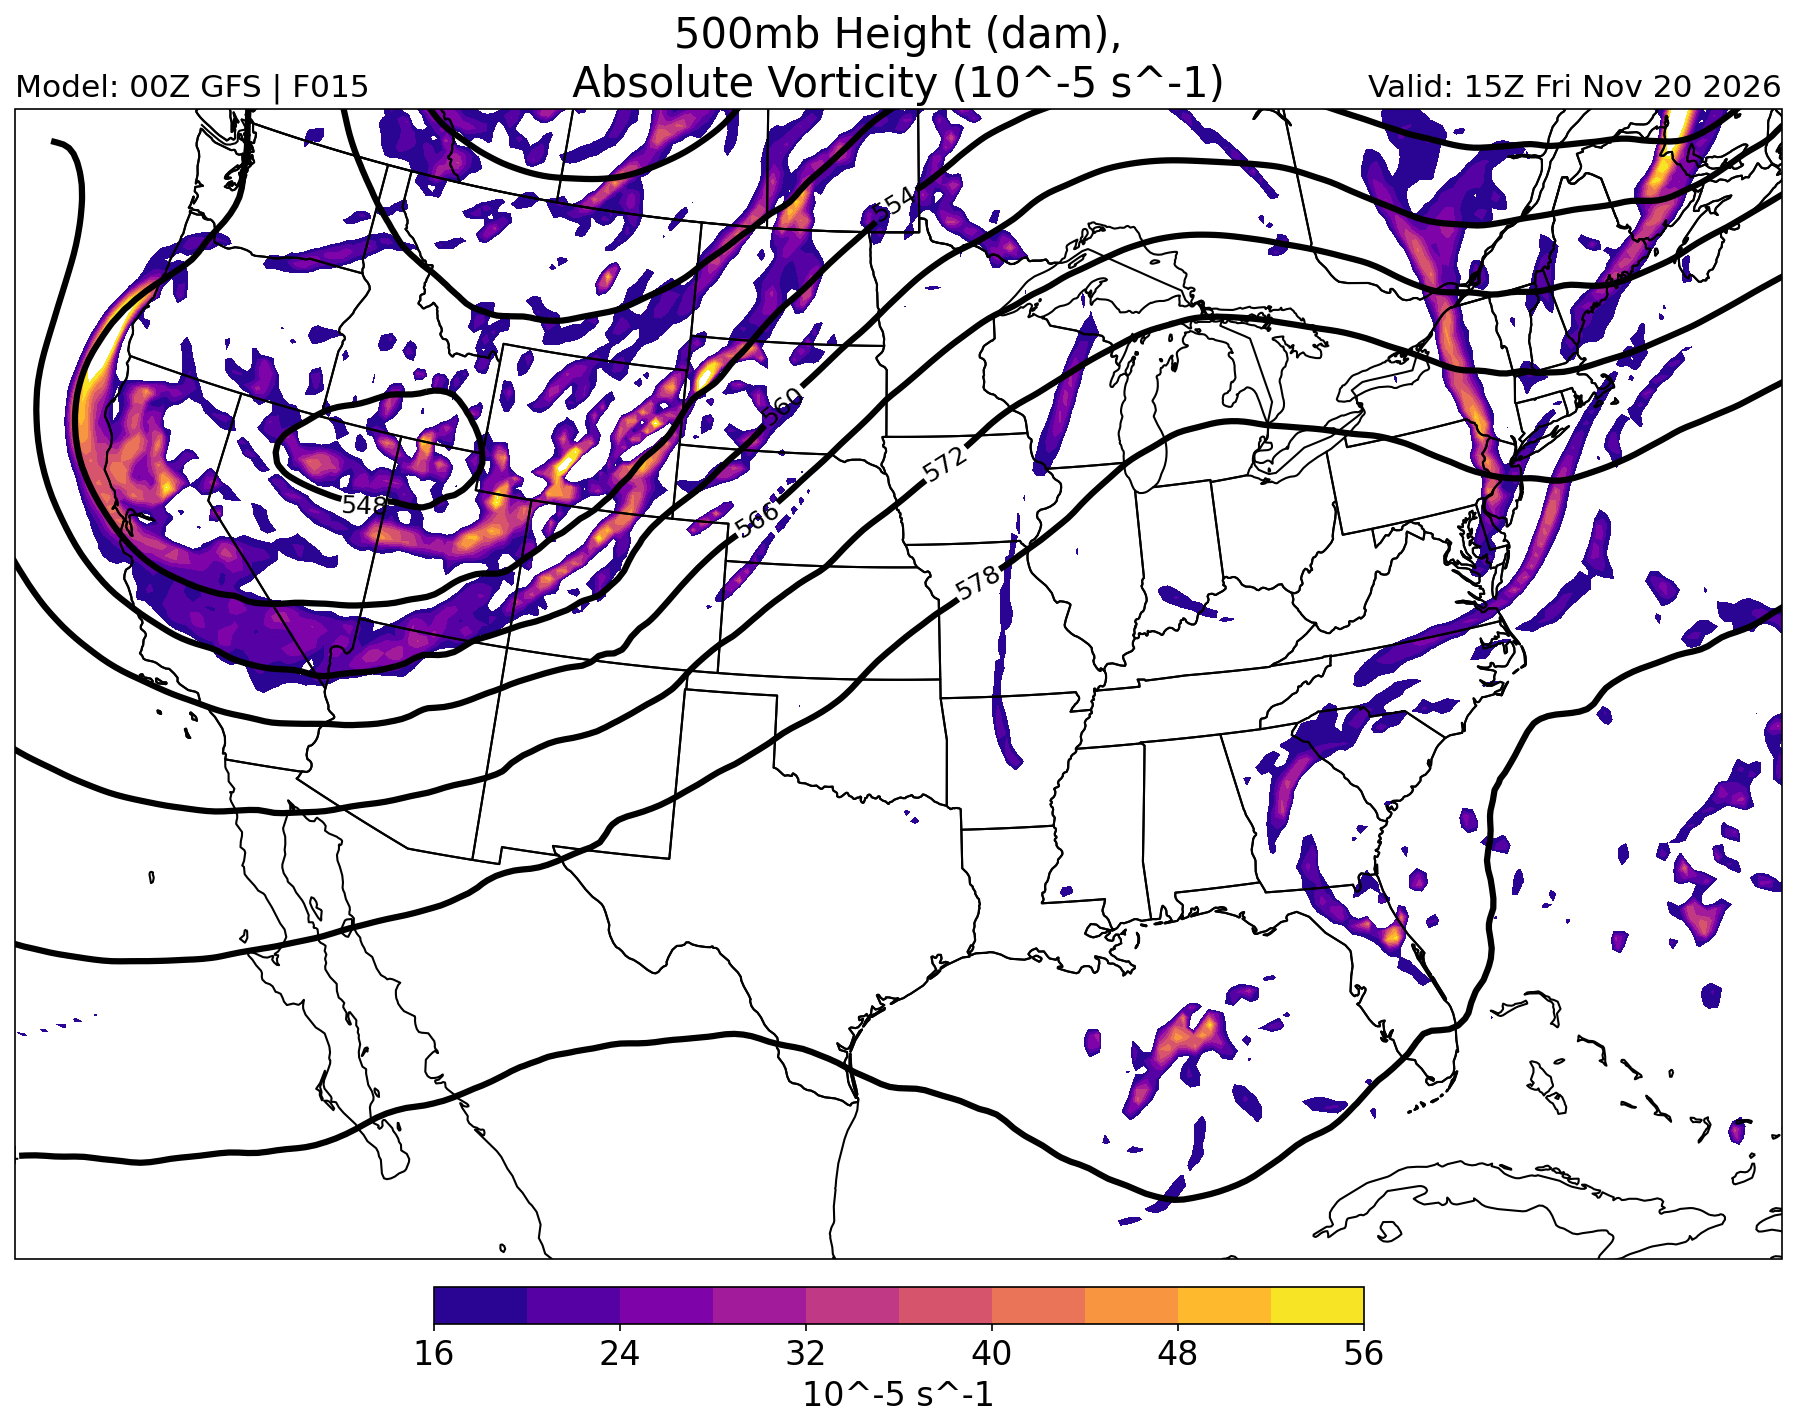 500mb Height (dam),
Model: 00Z GFS | F015
Absolute Vorticity (10^-5 s^-1)
Valid: 15Z Fri Nov 20 2026
554
560
548
572
566
578
16
24
32
40
48
56
10^-5 s^-1